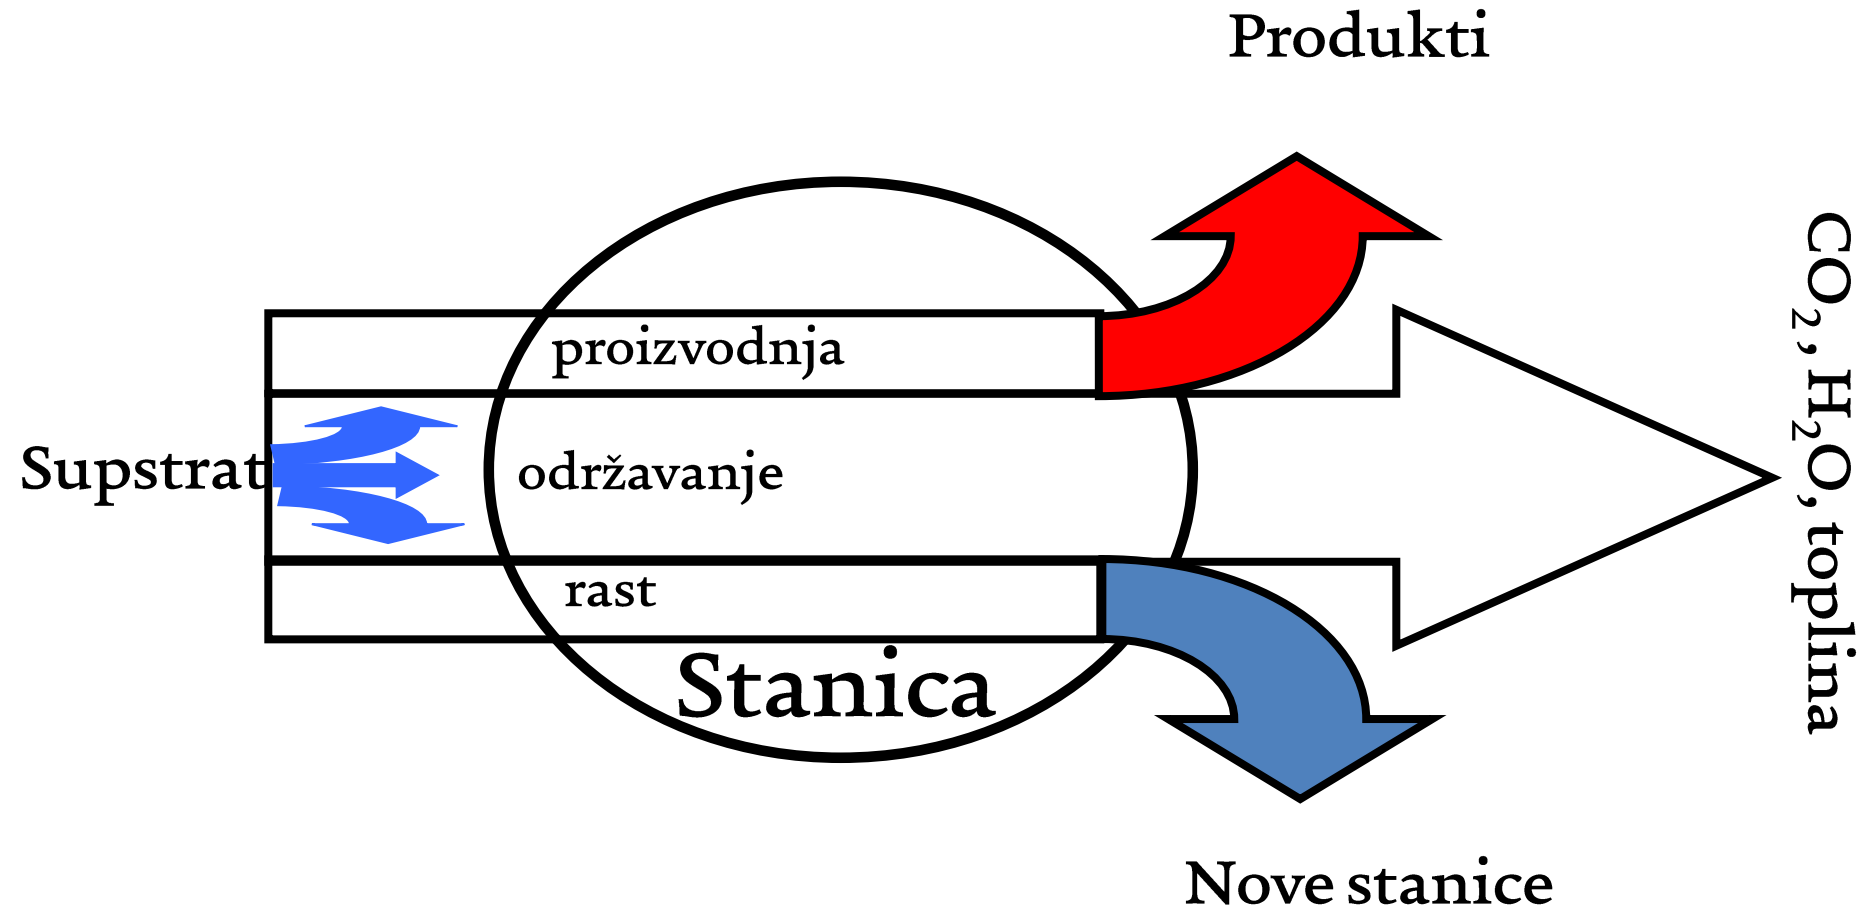 Produkti
proizvodnja
Supstrat
održavanje
rast
Stanica
CO₂, H₂O, toplina
Nove stanice